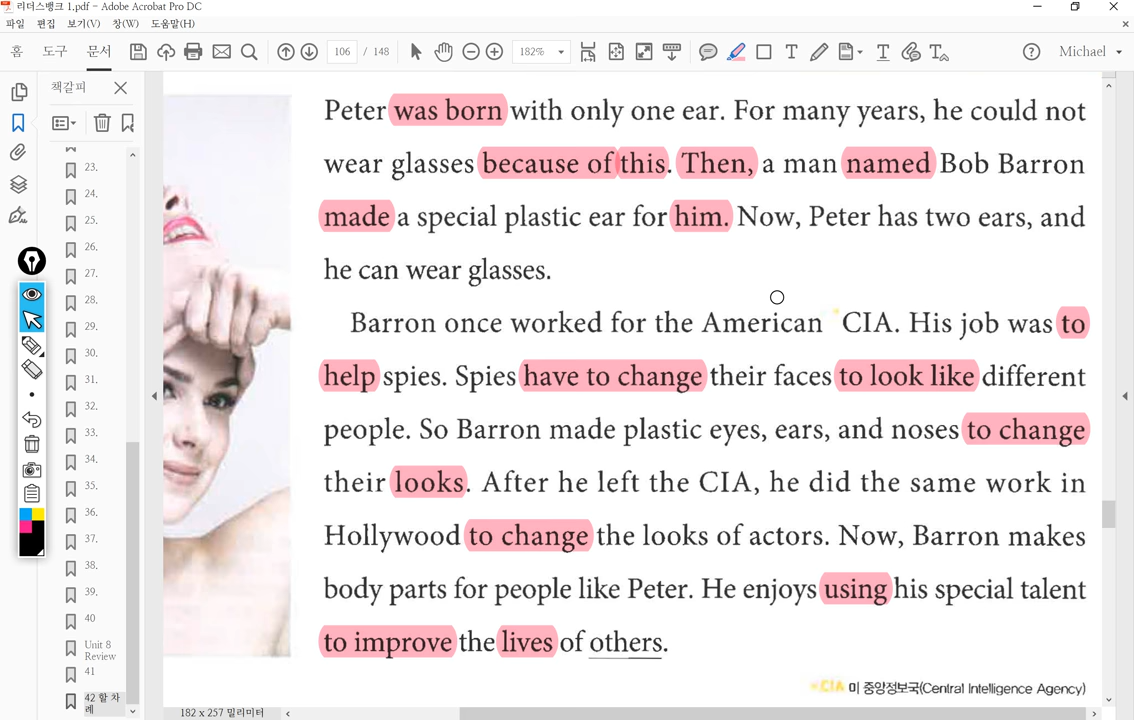 리더스뱅크 1.pdf - Adobe Acrobat Pro DC
파일 편집 보기(V) 창(W) 도움말(H)
홈 도구 문서 106 / 148 182% Michael
책갈피
23.
24.
25.
26.
27.
28.
29.
30.
31.
32.
33.
34.
35.
36.
37.
38.
39.
40
Unit 8
Review
41
42 할 차
례
Peter was born with only one ear. For many years, he could not
wear glasses because of this. Then, a man named Bob Barron
made a special plastic ear for him. Now, Peter has two ears, and
he can wear glasses.
Barron once worked for the American *CIA. His job was to
help spies. Spies have to change their faces to look like different
people. So Barron made plastic eyes, ears, and noses to change
their looks. After he left the CIA, he did the same work in
Hollywood to change the looks of actors. Now, Barron makes
body parts for people like Peter. He enjoys using his special talent
to improve the lives of others.
*CIA 미 중앙정보국(Central Intelligence Agency)
182 x 257 밀리미터